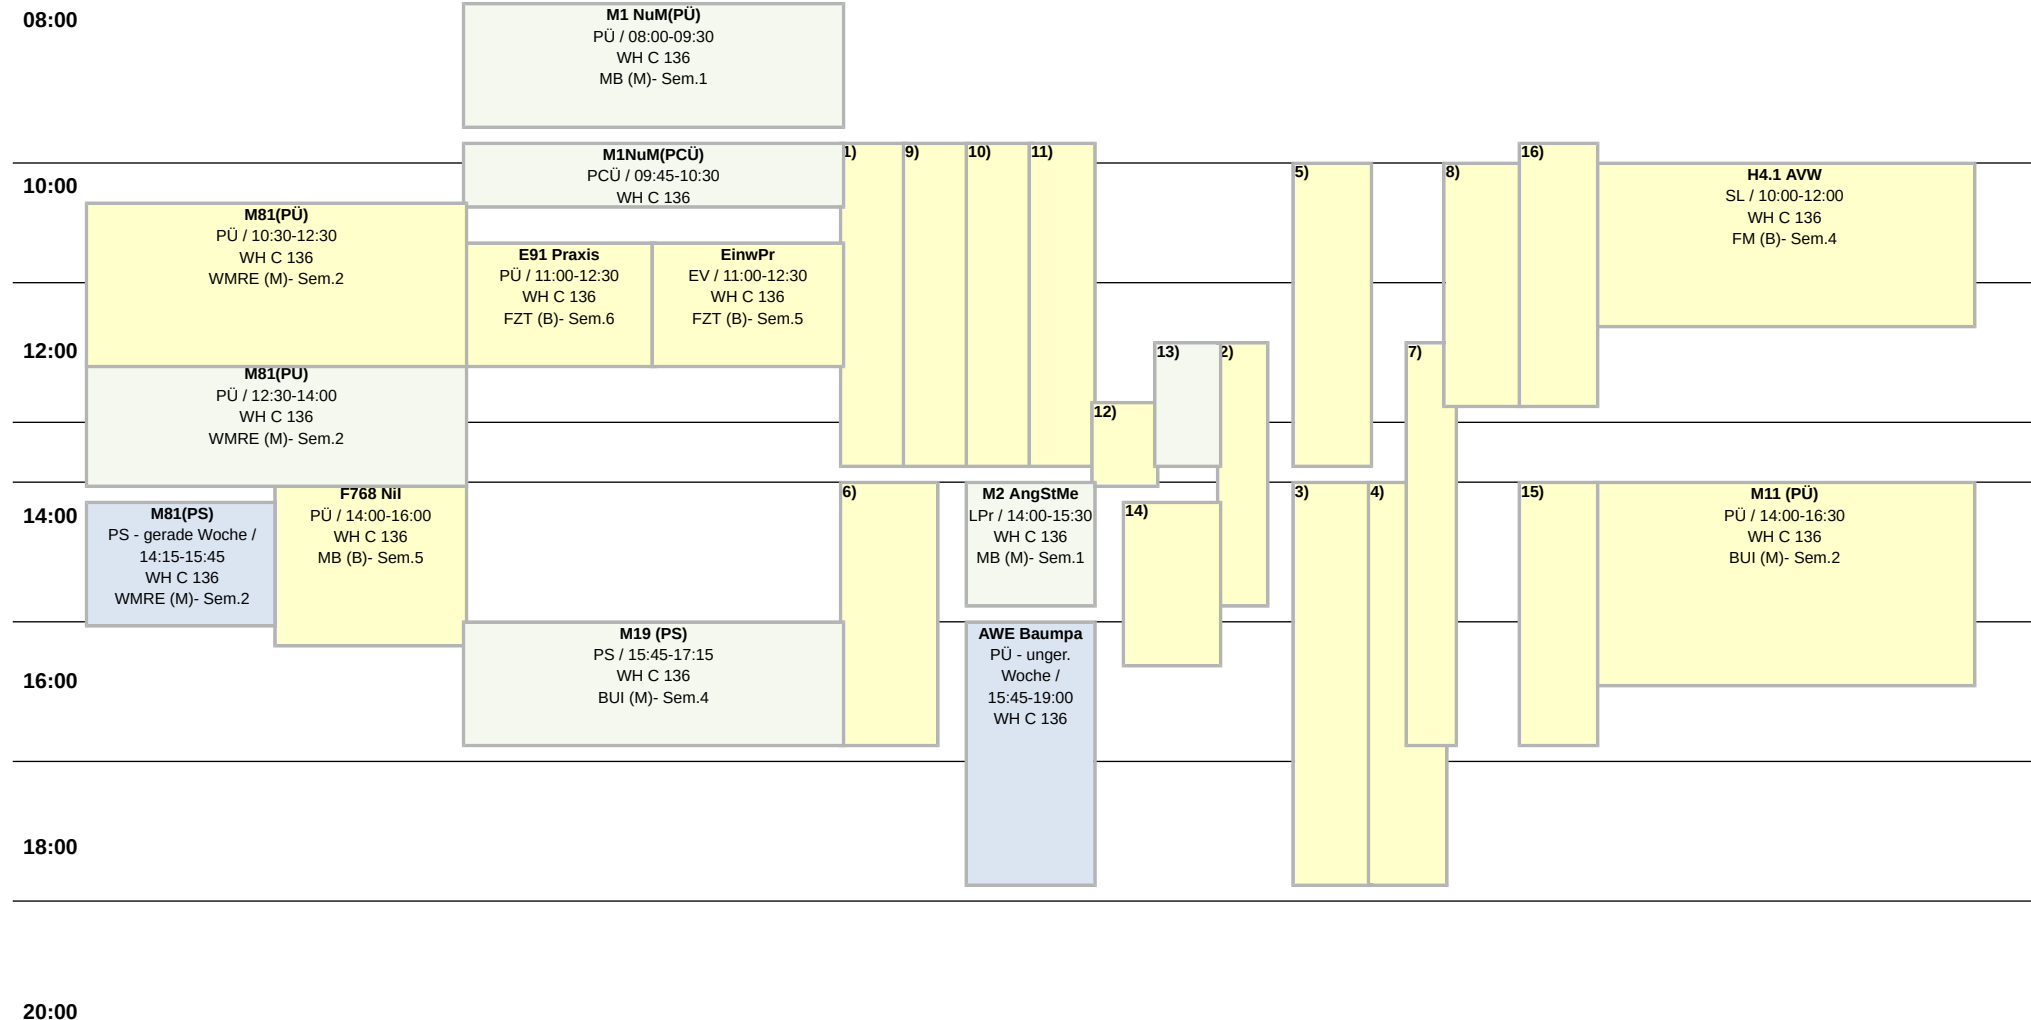 08:00
M1 NuM(PÜ)
PÜ / 08:00-09:30
WH C 136
MB (M)- Sem.1
M1NuM(PCÜ)
PCÜ / 09:45-10:30
WH C 136
1)
9)
10)
11)
5)
8)
16)
H4.1 AVW
SL / 10:00-12:00
WH C 136
FM (B)- Sem.4
10:00
M81(PÜ)
PÜ / 10:30-12:30
WH C 136
WMRE (M)- Sem.2
E91 Praxis
PÜ / 11:00-12:30
WH C 136
FZT (B)- Sem.6
EinwPr
EV / 11:00-12:30
WH C 136
FZT (B)- Sem.5
12:00
13)
2)
7)
M81(PÜ)
PÜ / 12:30-14:00
WH C 136
WMRE (M)- Sem.2
12)
F768 Nil
PÜ / 14:00-16:00
WH C 136
MB (B)- Sem.5
6)
M2 AngStMe
LPr / 14:00-15:30
WH C 136
MB (M)- Sem.1
14)
3)
4)
15)
M11 (PÜ)
PÜ / 14:00-16:30
WH C 136
BUI (M)- Sem.2
14:00
M81(PS)
PS - gerade Woche /
14:15-15:45
WH C 136
WMRE (M)- Sem.2
M19 (PS)
PS / 15:45-17:15
WH C 136
BUI (M)- Sem.4
AWE Baumpa
PÜ - unger.
Woche /
15:45-19:00
WH C 136
16:00
18:00
20:00